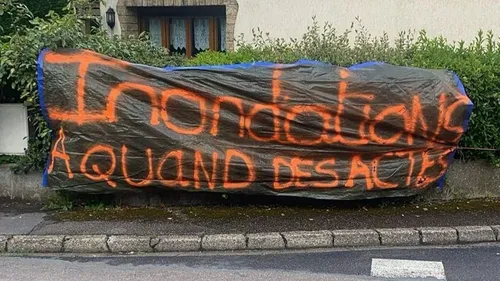 InondationS
À QUAND DES ACTES